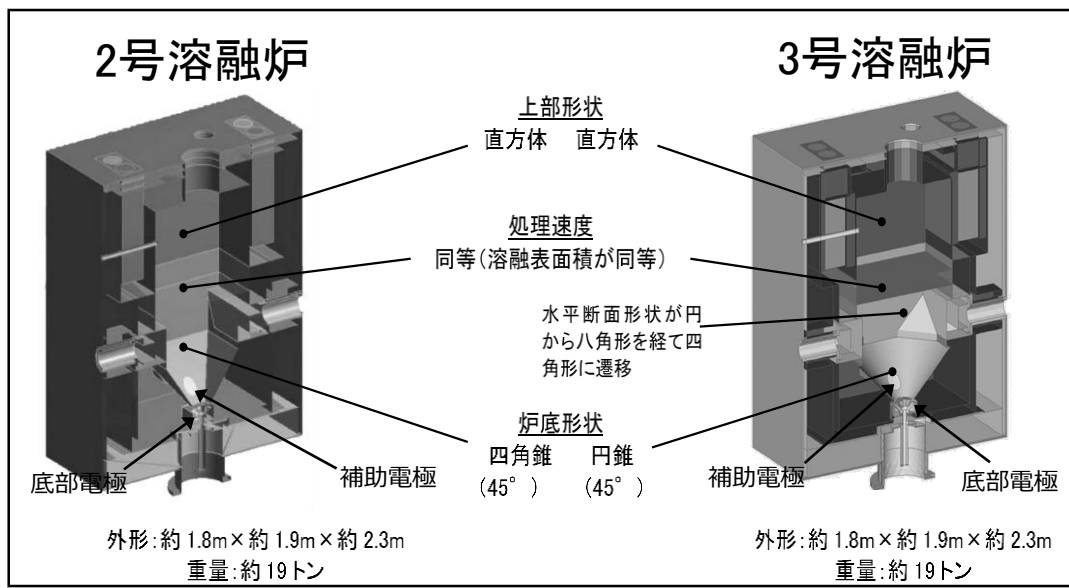 2号溶融炉
3号溶融炉
上部形状
直方体 直方体
処理速度
同等(溶融表面積が同等)
水平断面形状が円
から八角形を経て四
角形に遷移
炉底形状
四角錐 円錐
(45°) (45°)
底部電極
補助電極
補助電極
底部電極
外形:約1.8m×約1.9m×約2.3m
重量:約19トン
外形:約1.8m×約1.9m×約2.3m
重量:約19トン